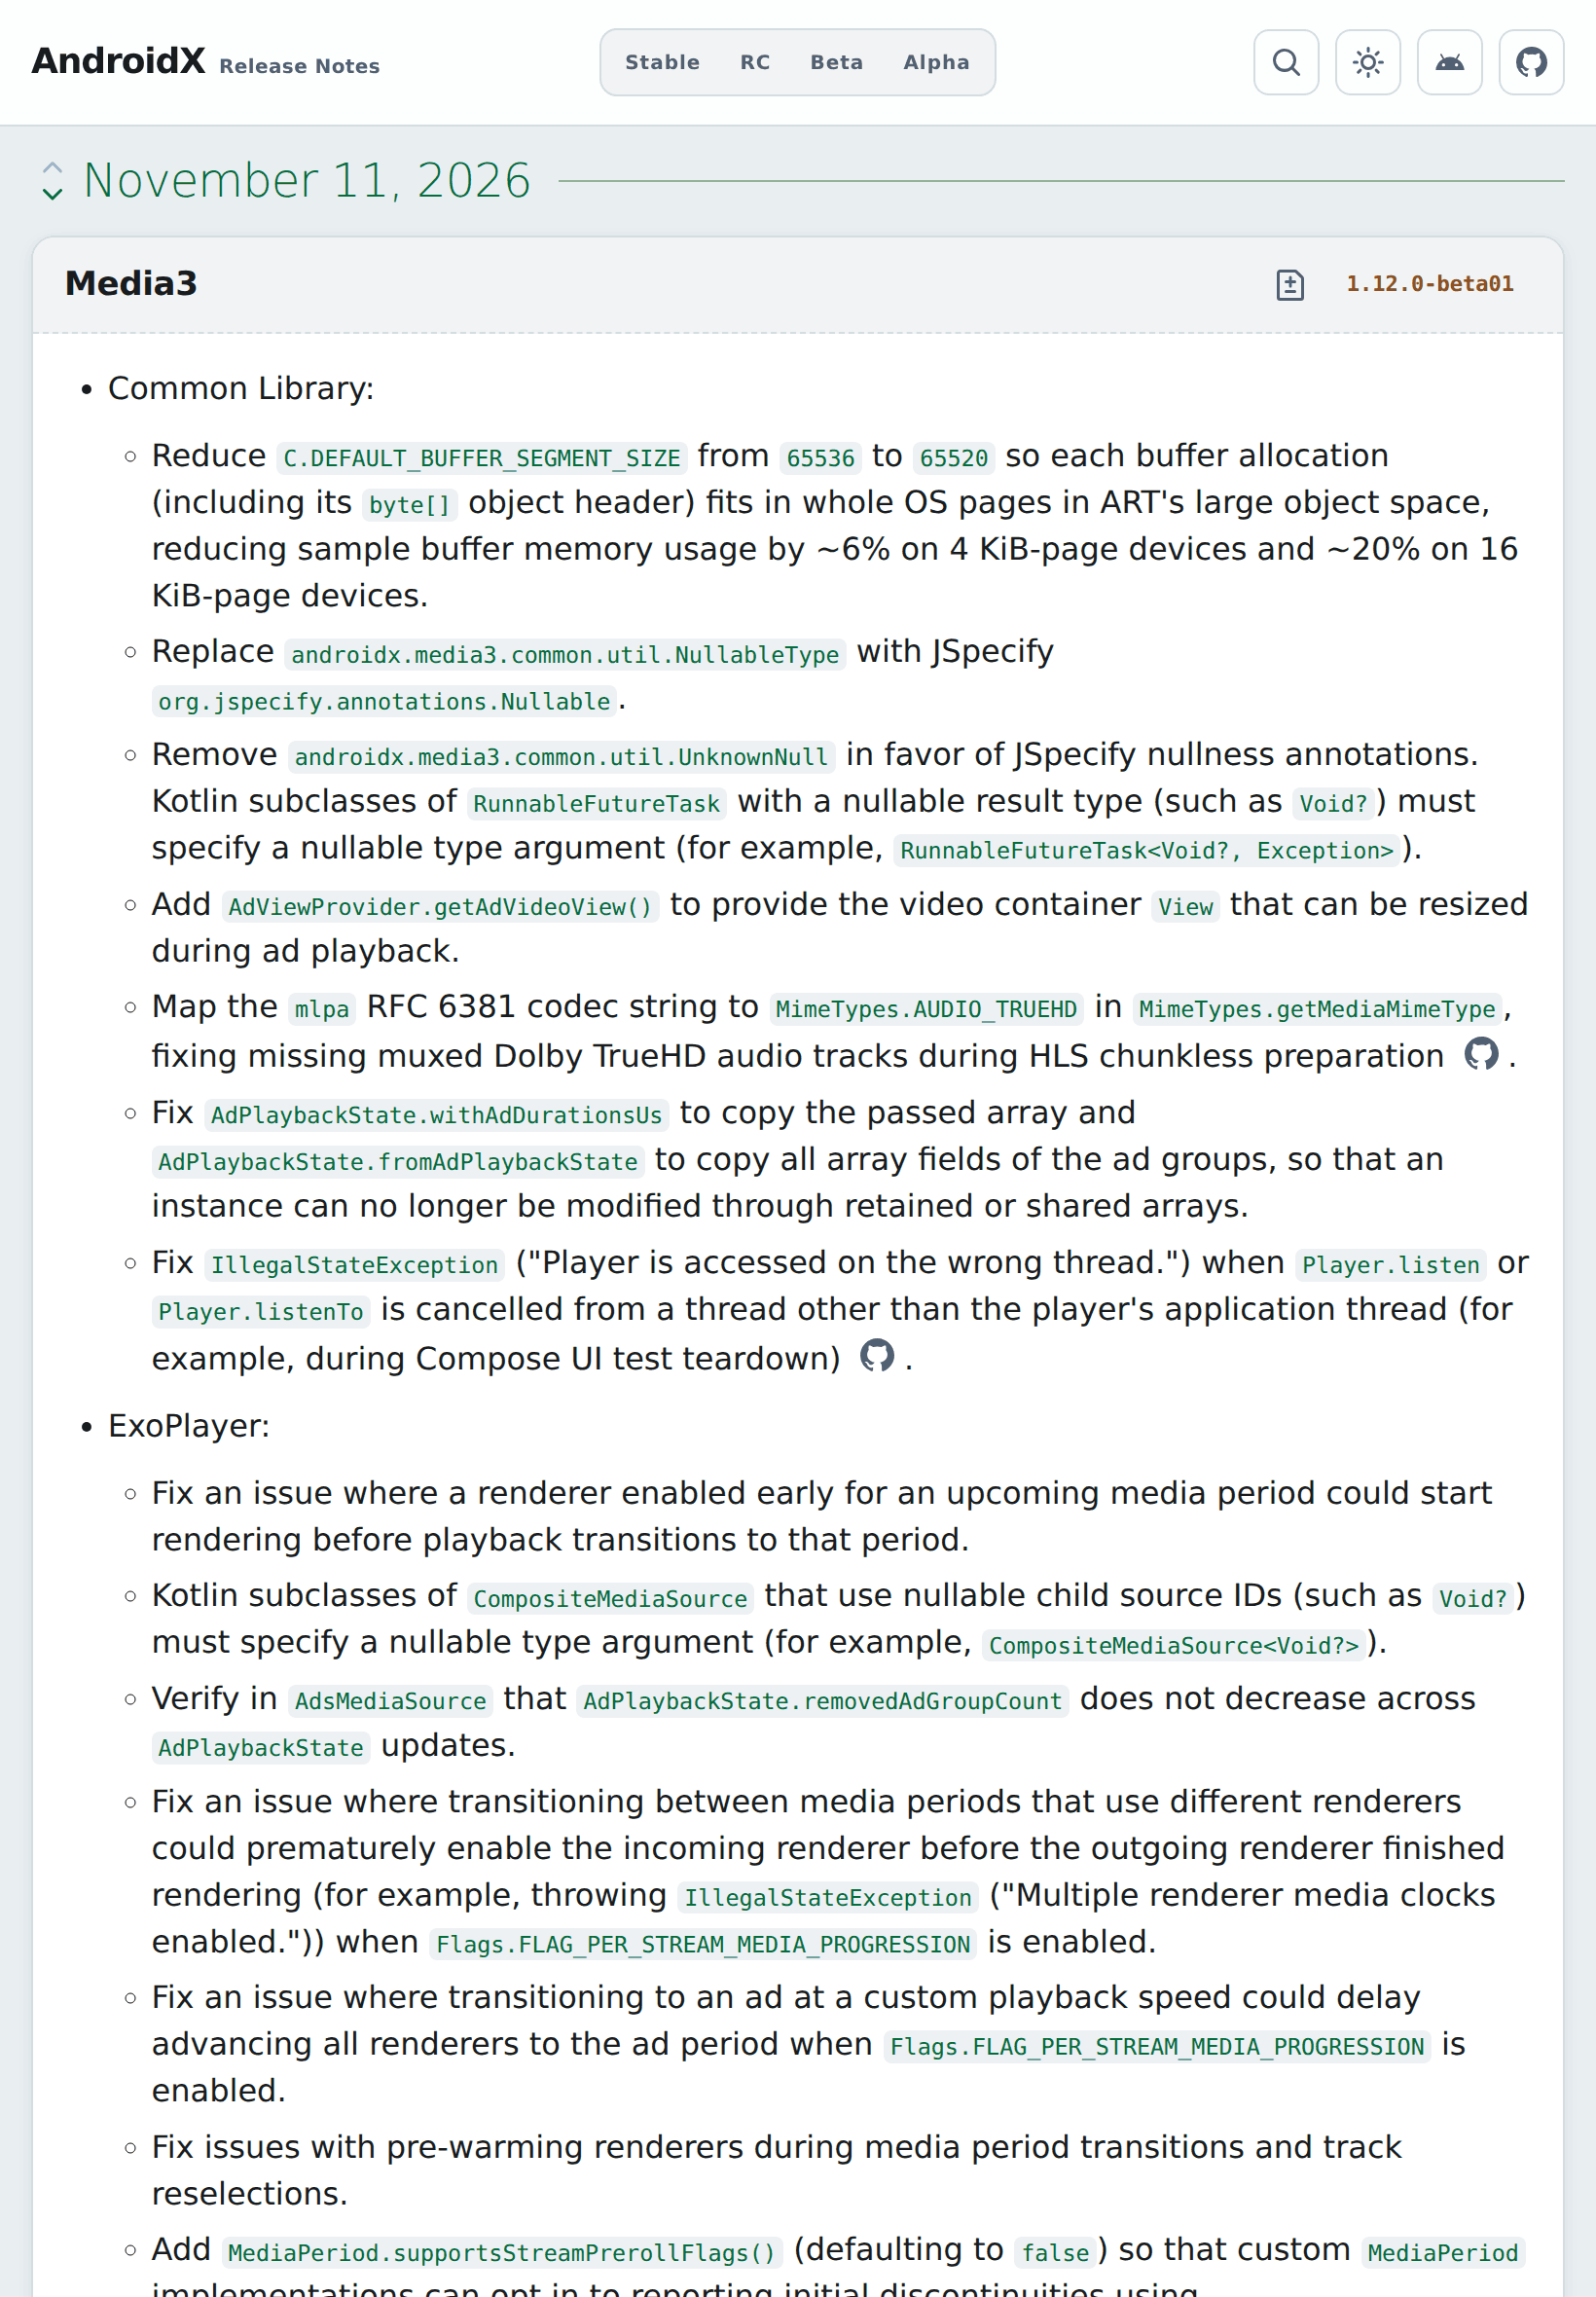 AndroidX Release Notes
Stable RC Beta Alpha
November 11, 2026
Media3
1.12.0-beta01
• Common Library:
◦ Reduce C.DEFAULT_BUFFER_SEGMENT_SIZE from 65536 to 65520 so each buffer allocation
(including its byte[] object header) fits in whole OS pages in ART's large object space,
reducing sample buffer memory usage by ~6% on 4 KiB-page devices and ~20% on 16
KiB-page devices.
◦ Replace androidx.media3.common.util.NullableType with JSpecify
org.jspecify.annotations.Nullable.
◦ Remove androidx.media3.common.util.UnknownNull in favor of JSpecify nullness annotations.
Kotlin subclasses of RunnableFutureTask with a nullable result type (such as Void?) must
specify a nullable type argument (for example, RunnableFutureTask<Void?, Exception>).
◦ Add AdViewProvider.getAdVideoView() to provide the video container View that can be resized
during ad playback.
◦ Map the mlpa RFC 6381 codec string to MimeTypes.AUDIO_TRUEHD in MimeTypes.getMediaMimeType,
fixing missing muxed Dolby TrueHD audio tracks during HLS chunkless preparation .
◦ Fix AdPlaybackState.withAdDurationsUs to copy the passed array and
AdPlaybackState.fromAdPlaybackState to copy all array fields of the ad groups, so that an
instance can no longer be modified through retained or shared arrays.
◦ Fix IllegalStateException ("Player is accessed on the wrong thread.") when Player.listen or
Player.listenTo is cancelled from a thread other than the player's application thread (for
example, during Compose UI test teardown) .
• ExoPlayer:
◦ Fix an issue where a renderer enabled early for an upcoming media period could start
rendering before playback transitions to that period.
◦ Kotlin subclasses of CompositeMediaSource that use nullable child source IDs (such as Void?)
must specify a nullable type argument (for example, CompositeMediaSource<Void?>).
◦ Verify in AdsMediaSource that AdPlaybackState.removedAdGroupCount does not decrease across
AdPlaybackState updates.
◦ Fix an issue where transitioning between media periods that use different renderers
could prematurely enable the incoming renderer before the outgoing renderer finished
rendering (for example, throwing IllegalStateException ("Multiple renderer media clocks
enabled.")) when Flags.FLAG_PER_STREAM_MEDIA_PROGRESSION is enabled.
◦ Fix an issue where transitioning to an ad at a custom playback speed could delay
advancing all renderers to the ad period when Flags.FLAG_PER_STREAM_MEDIA_PROGRESSION is
enabled.
◦ Fix issues with pre-warming renderers during media period transitions and track
reselections.
◦ Add MediaPeriod.supportsStreamPrerollFlags() (defaulting to false) so that custom MediaPeriod
implementations can opt in to reporting initial discontinuities using